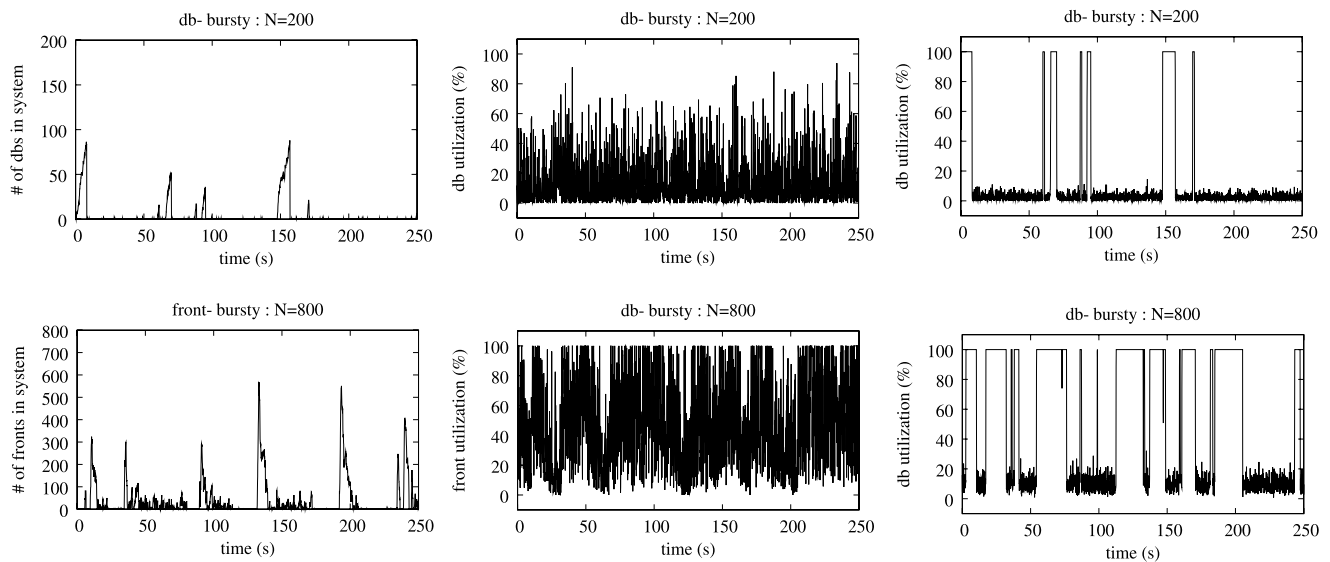 db- bursty : N=200
# of dbs in system
200
150
100
50
0
0 50 100 150 200 250
time (s)
db- bursty : N=200
db utilization (%)
100
80
60
40
20
0
0 50 100 150 200 250
time (s)
db- bursty : N=200
db utilization (%)
100
80
60
40
20
0
0 50 100 150 200 250
time (s)
front- bursty : N=800
# of fronts in system
800
700
600
500
400
300
200
100
0
0 50 100 150 200 250
time (s)
db- bursty : N=800
front utilization (%)
100
80
60
40
20
0
0 50 100 150 200 250
time (s)
db- bursty : N=800
db utilization (%)
100
80
60
40
20
0
0 50 100 150 200 250
time (s)